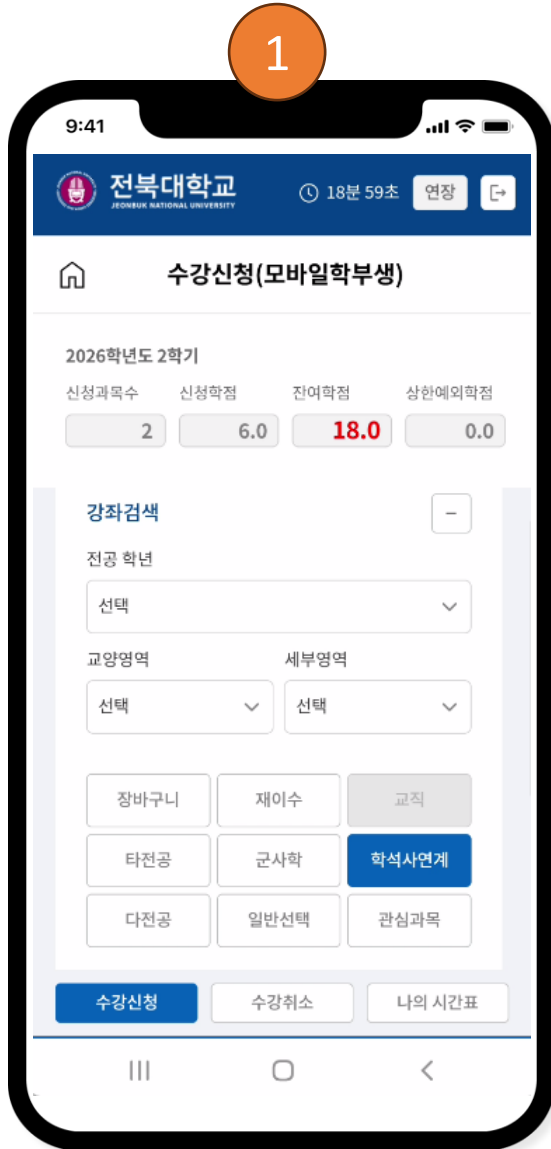 1
9:41
전북대학교
JEONBUK NATIONAL UNIVERSITY
18분 59초 연장
수강신청(모바일학부생)
2026학년도 2학기
신청과목수 신청학점 잔여학점 상한예외학점
2 6.0 18.0 0.0
강좌검색 −
전공 학년
선택
교양영역 세부영역
선택 선택
장바구니 재이수 교직
타전공 군사학 학석사연계
다전공 일반선택 관심과목
수강신청 수강취소 나의 시간표